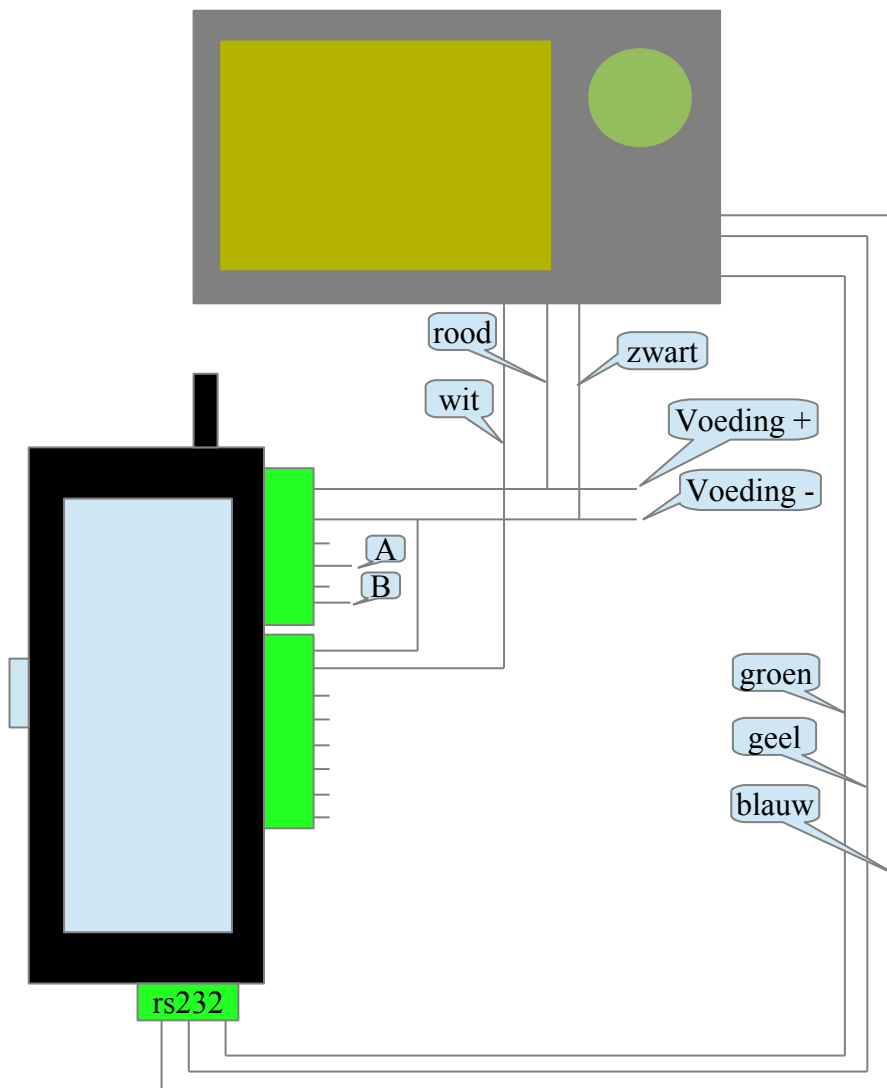 rood
zwart
wit
Voeding +
Voeding -
A
B
groen
geel
blauw
rs232